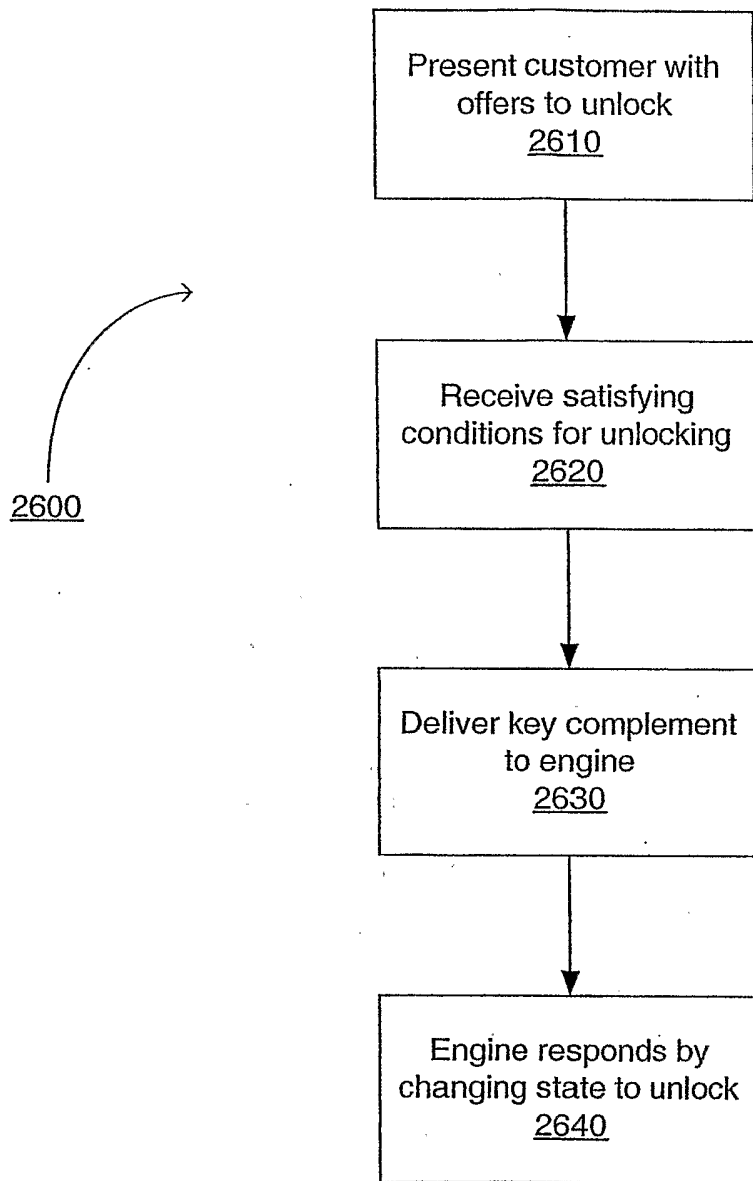 Present customer with
offers to unlock
2610
Receive satisfying
conditions for unlocking
2620
2600
Deliver key complement
to engine
2630
Engine responds by
changing state to unlock
2640